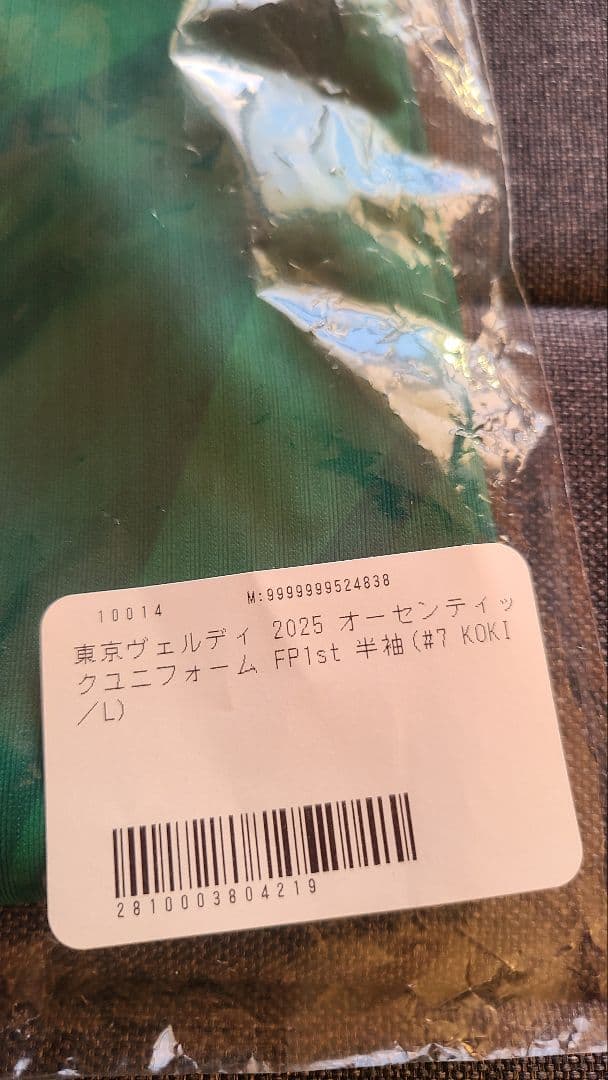 10014 M:9999999524838
東京ヴェルディ 2025 オーセンティッ
クユニフォーム FP1st 半袖(#7 KOKI
/L)
2810003804219